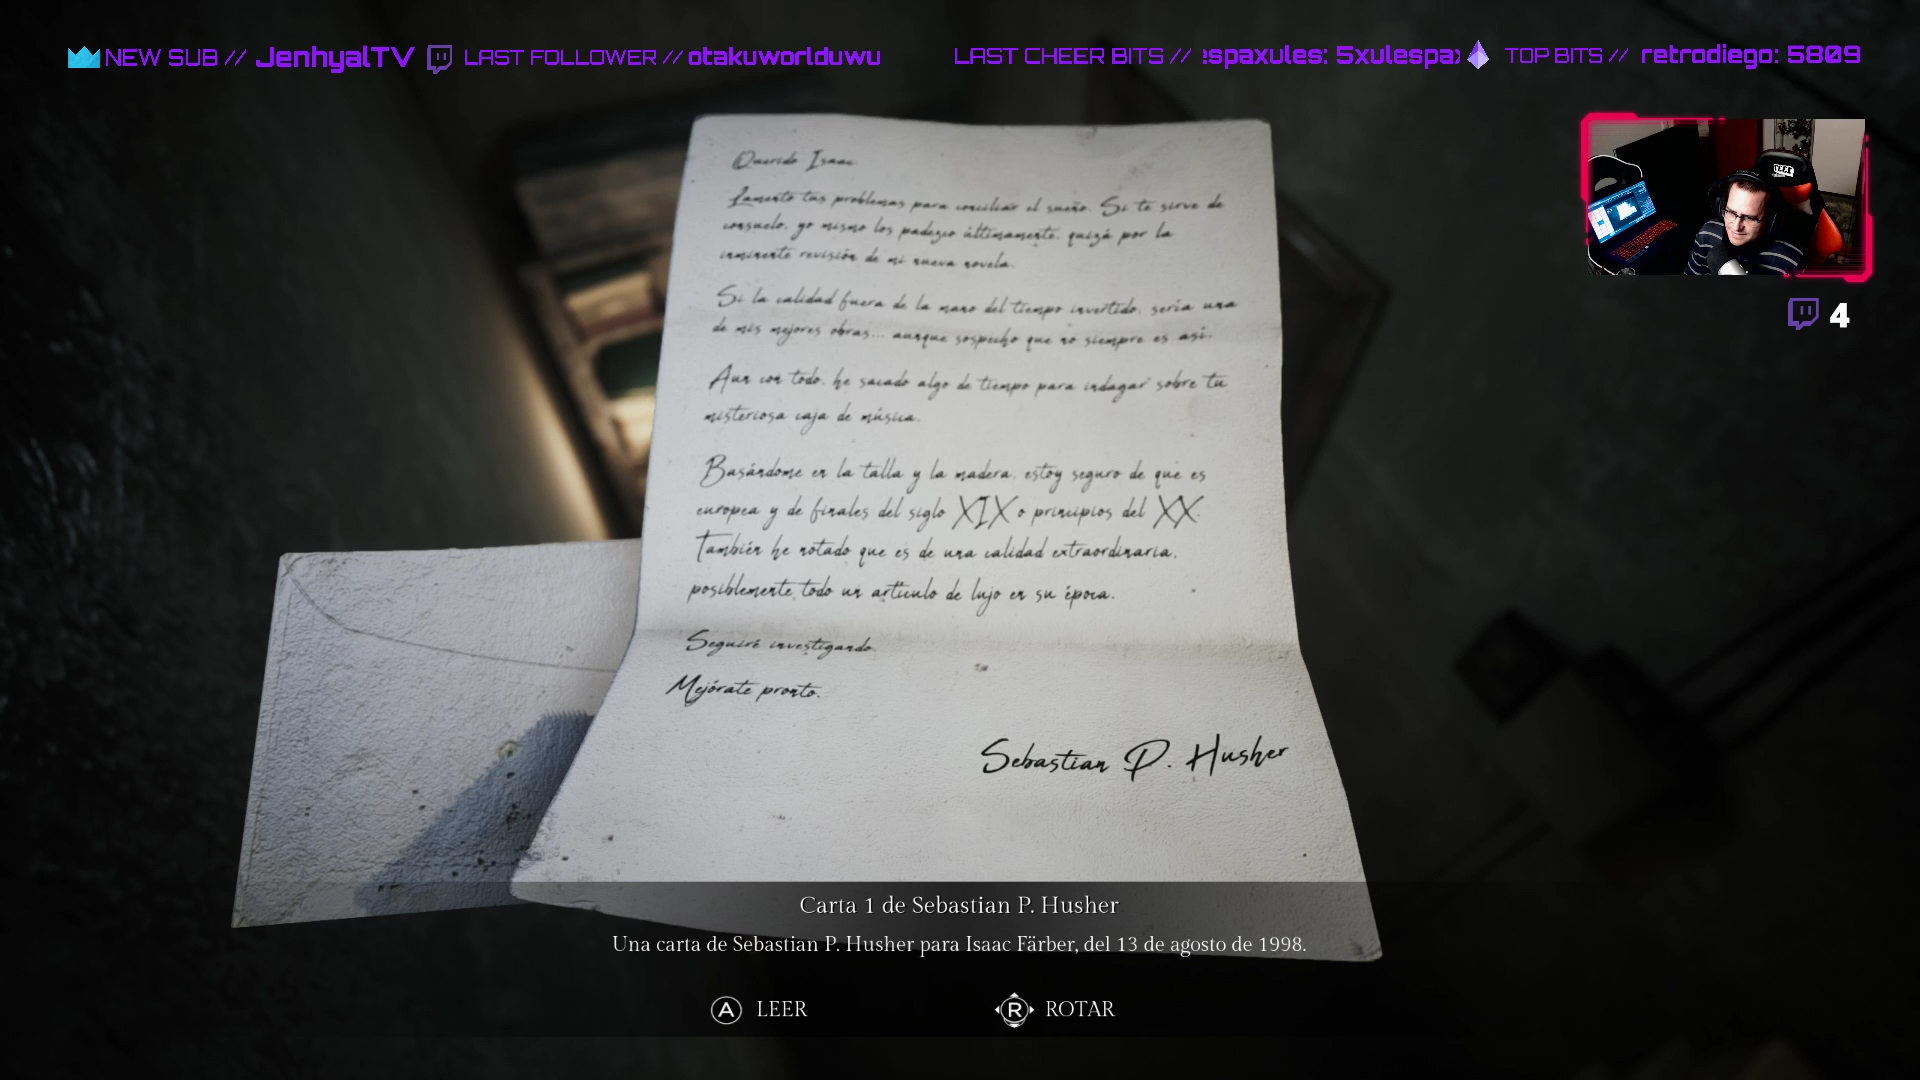 NEW SUB // JenhyalTV LAST FOLLOWER // otakuworlduwu LAST CHEER BITS // :spaxules: 5xulespax TOP BITS // retrodiego: 5809
4
Querido Isaac
Lamento tus problemas para conciliar el sueño. Si te sirve de
consuelo, yo mismo los padezco últimamente, quizá por la
inminente revisión de mi nueva novela.
Si la calidad fuera de la mano del tiempo invertido, sería una
de mis mejores obras... aunque sospecho que no siempre es así.
Aun con todo, he sacado algo de tiempo para indagar sobre tu
misteriosa caja de música.
Basándome en la talla y la madera, estoy seguro de que es
europea y de finales del siglo XIX o principios del XX.
También he notado que es de una calidad extraordinaria,
posiblemente todo un artículo de lujo en su época.
Seguiré investigando.
Mejórate pronto.
Sebastian P. Husher
Carta 1 de Sebastian P. Husher
Una carta de Sebastian P. Husher para Isaac Färber, del 13 de agosto de 1998.
A LEER R ROTAR